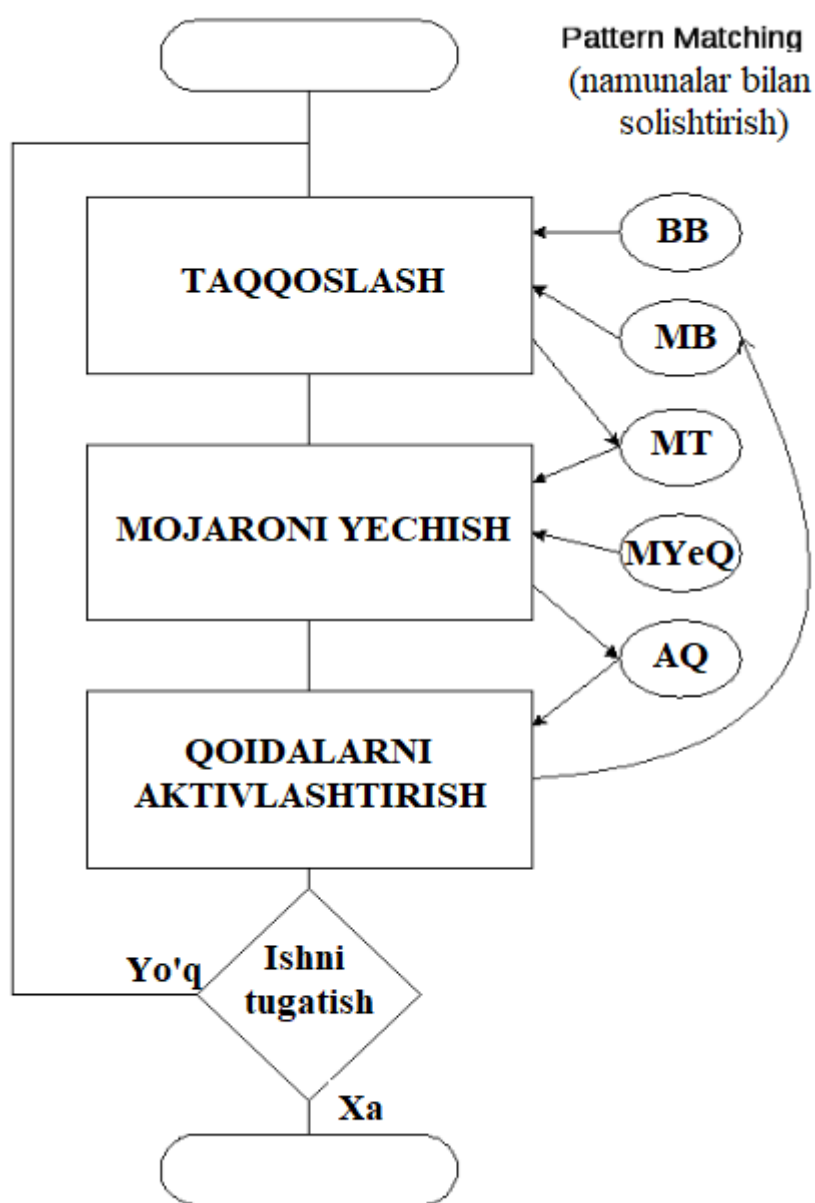 Pattern Matching
(namunalar bilan
solishtirish)
BB
TAQQOSLASH
MB
MT
MOJARONI YECHISH
MYeQ
AQ
QOIDALARNI
AKTIVLASHTIRISH
Yo'q
Ishni
tugatish
Xa